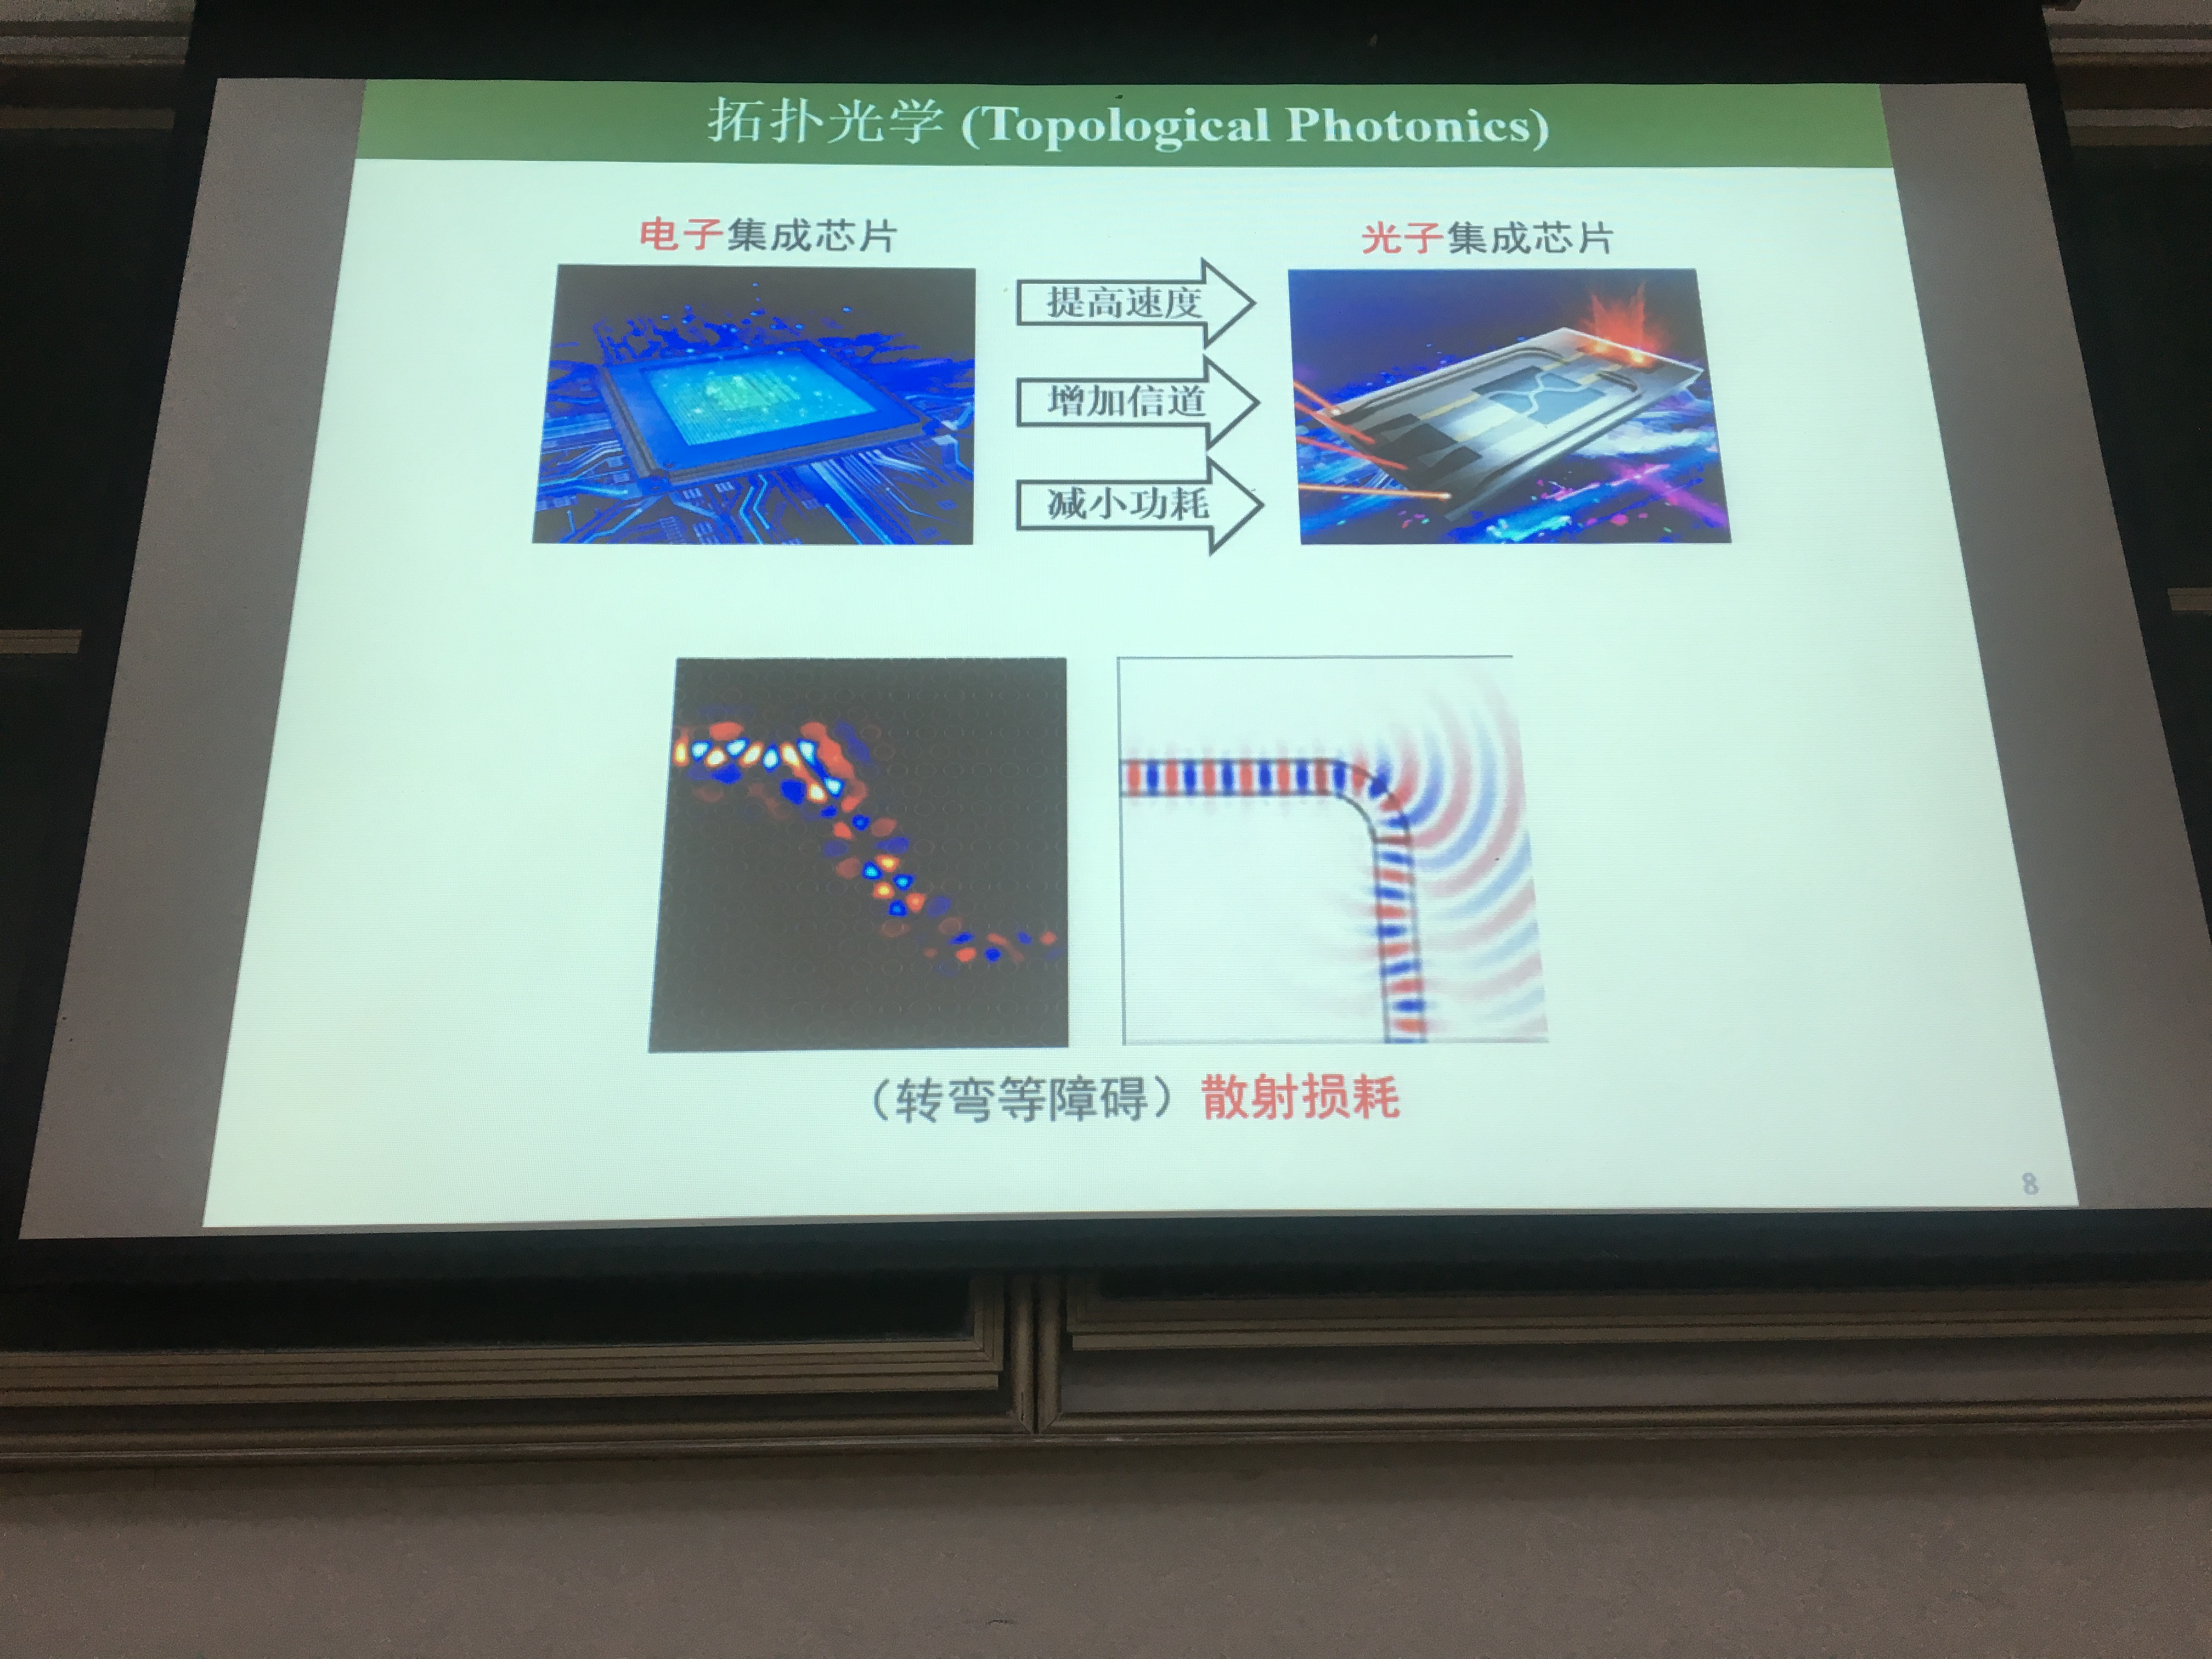 拓扑光学 (Topological Photonics)
电子集成芯片
光子集成芯片
提高速度
增加信道
减小功耗
（转弯等障碍）散射损耗
8